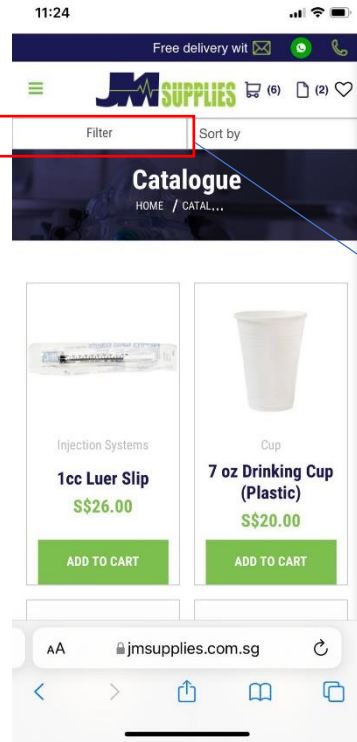 11:24
Free delivery wit
JM SUPPLIES (6) (2)
Filter Sort by
Catalogue
HOME / CATAL...
Injection Systems
1cc Luer Slip
S$26.00
ADD TO CART
Cup
7 oz Drinking Cup
(Plastic)
S$20.00
ADD TO CART
AA jmsupplies.com.sg